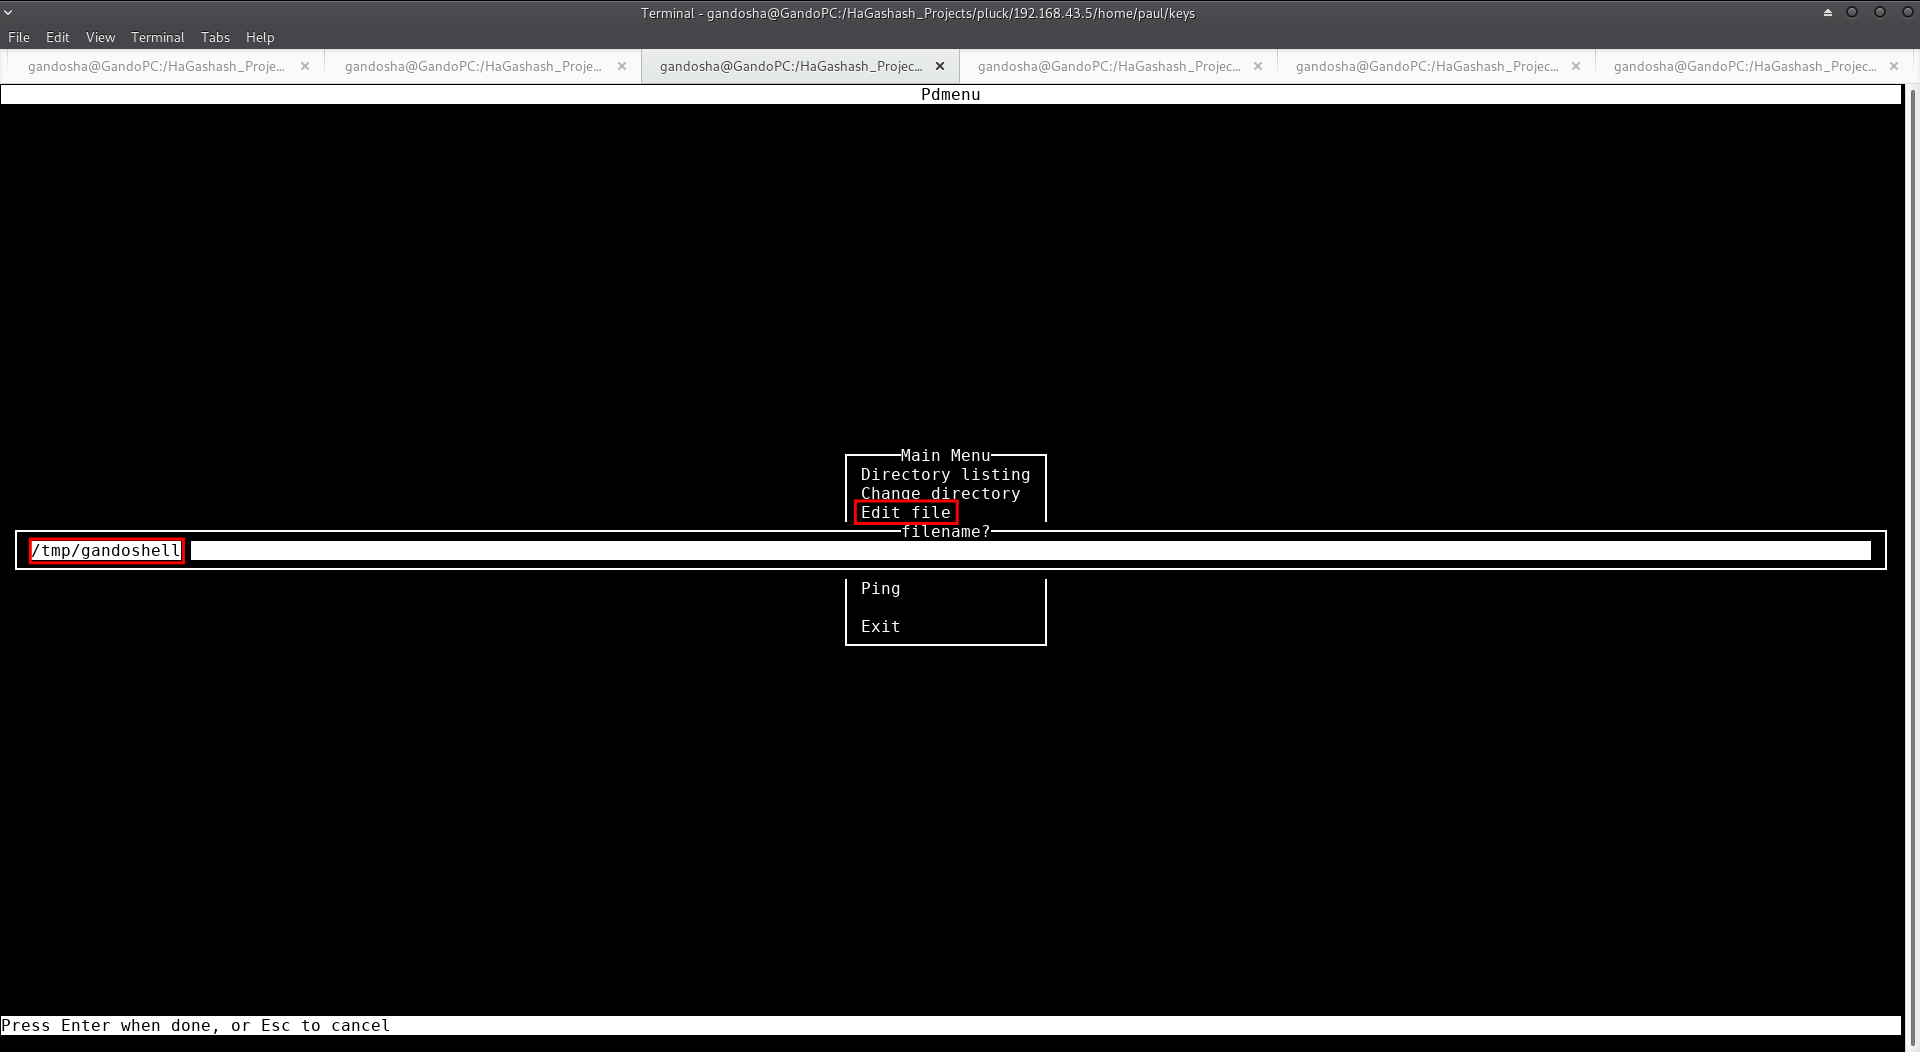 Terminal - gandosha@GandoPC:/HaGashash_Projects/pluck/192.168.43.5/home/paul/keys
File Edit View Terminal Tabs Help
gandosha@GandoPC:/HaGashash_Proje... gandosha@GandoPC:/HaGashash_Proje... gandosha@GandoPC:/HaGashash_Projec... gandosha@GandoPC:/HaGashash_Projec... gandosha@GandoPC:/HaGashash_Projec... gandosha@GandoPC:/HaGashash_Projec...
Pdmenu
Main Menu
Directory listing
Change directory
Edit file
filename?
/tmp/gandoshell
Ping
Exit
Press Enter when done, or Esc to cancel